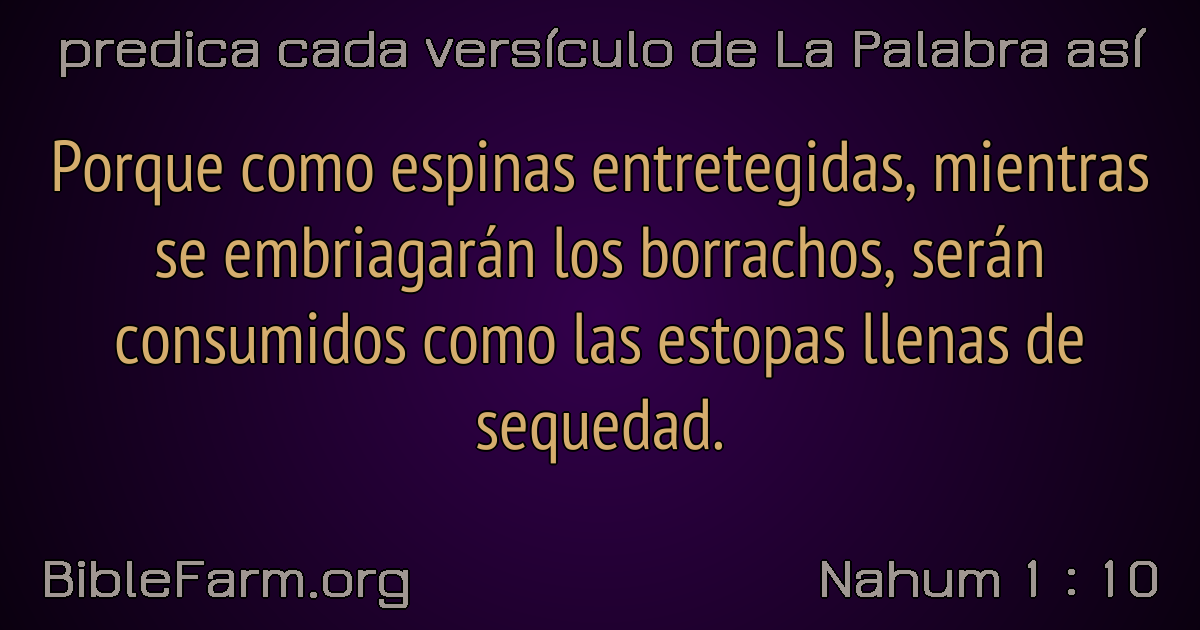 predica cada versículo de La Palabra así
Porque como espinas entretegidas, mientras
se embriagarán los borrachos, serán
consumidos como las estopas llenas de
sequedad.
BibleFarm.org
Nahum 1 : 10